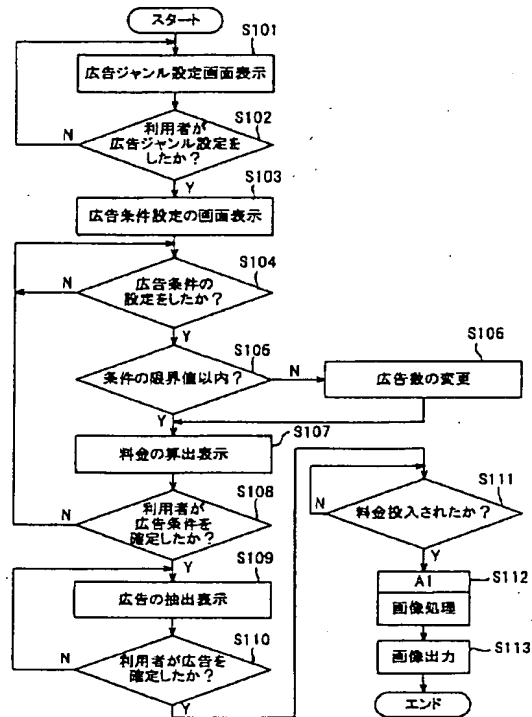 スタート
S101
広告ジャンル設定画面表示
S102
利用者が
広告ジャンル設定を
したか？
N
Y
S103
広告条件設定の画面表示
S104
広告条件の
設定をしたか？
N
Y
S105
条件の限界値以内？
N
Y
S106
広告数の変更
S107
料金の算出表示
S108
利用者が
広告条件を
確定したか？
N
Y
S109
広告の抽出表示
S110
利用者が広告を
確定したか？
N
Y
S111
料金投入されたか？
N
Y
A1
S112
画像処理
S113
画像出力
エンド